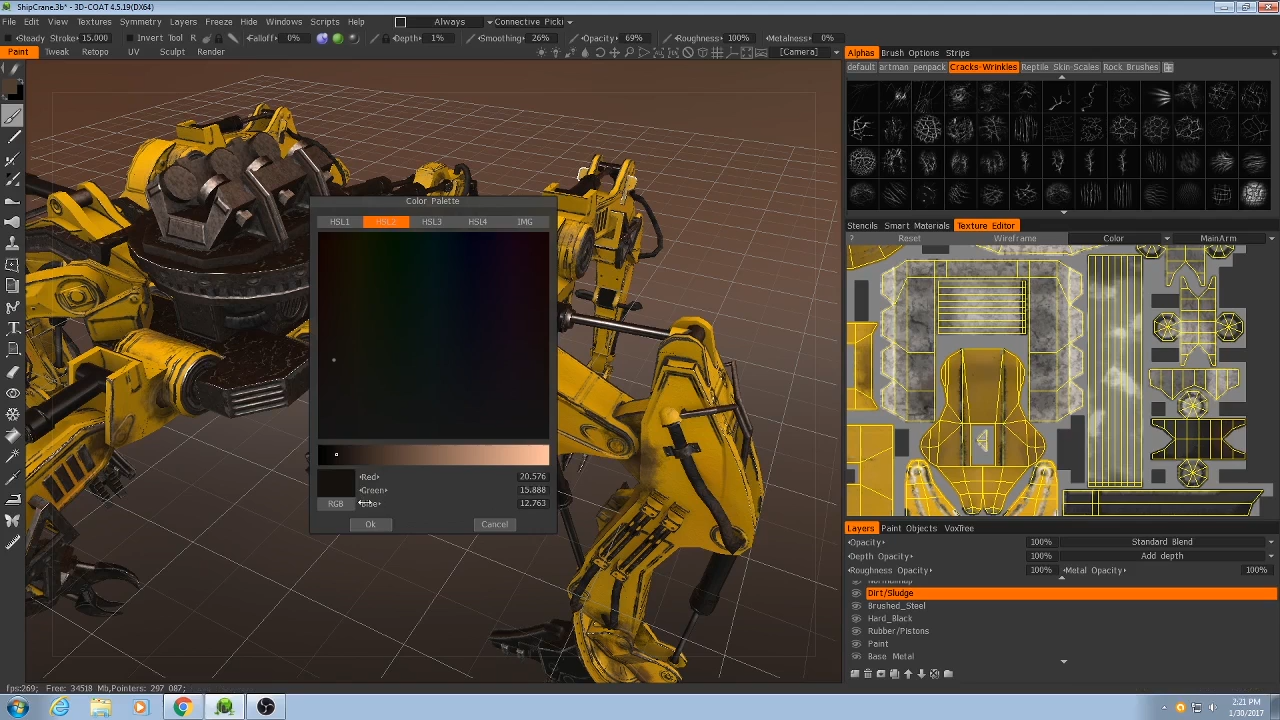 ShipCrane.3b* - 3D-COAT 4.5.19(DX64)
File Edit View Textures Symmetry Layers Freeze Hide Windows Scripts Help Always Connective Picki
Steady Stroke 15.000 Invert Tool R Falloff 0% Depth 1% Smoothing 26% Opacity 69% Roughness 100% Metalness 0%
Paint Tweak Retopo UV Sculpt Render [Camera]
Alphas Brush Options Strips
default artman penpack Cracks-Wrinkles Reptile Skin-Scales Rock Brushes
Color Palette
HSL1 HSL2 HSL3 HSL4 IMG
Red 20.576
Green 15.888
RGB 12.763
Ok Cancel
Stencils Smart Materials Texture Editor
? Reset Wireframe Color MainArm
Layers Paint Objects VoxTree
Opacity 100% Standard Blend
Depth Opacity 100% Add depth
Roughness Opacity 100% Metal Opacity 100%
Dirt/Sludge
Brushed_Steel
Hard_Black
Rubber/Pistons
Paint
Base Metal
fps:269; Free: 34518 Mb,Pointers: 297 087;
2:21 PM
1/30/2017